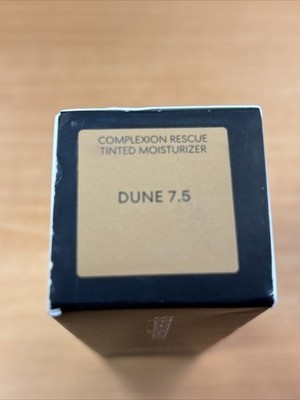 COMPLEXION RESCUE
TINTED MOISTURIZER
DUNE 7.5